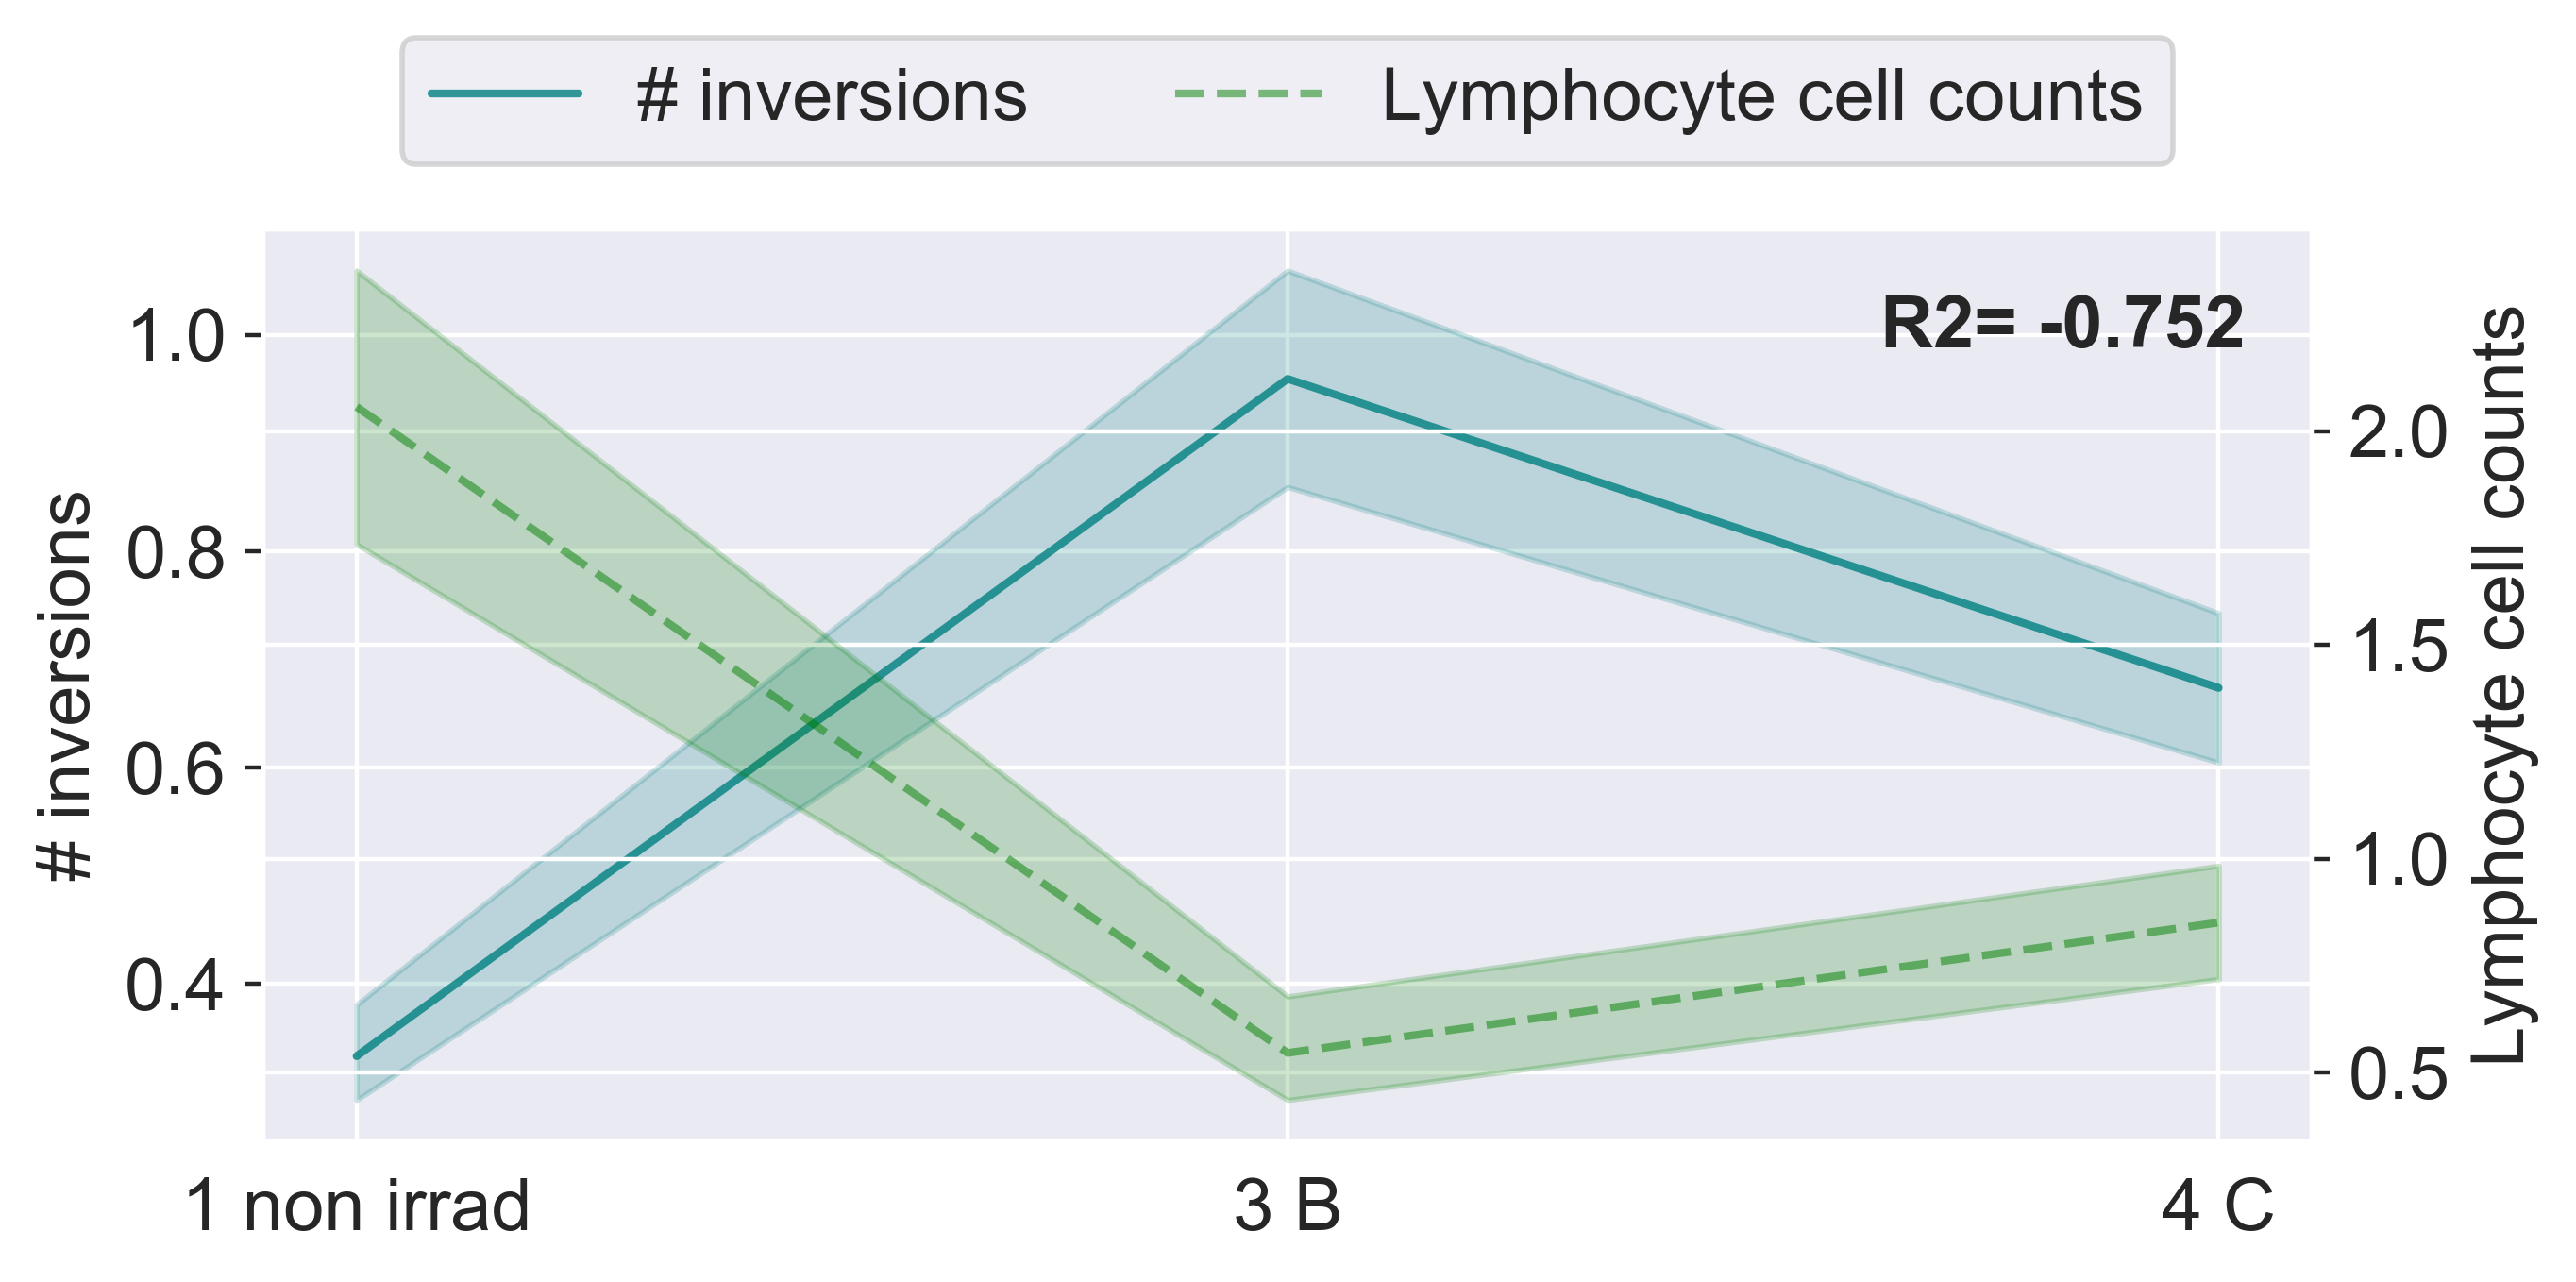 # inversions
Lymphocyte cell counts
R2= -0.752
# inversions
1.0
0.8
0.6
0.4
2.0
1.5
1.0
0.5
Lymphocyte cell counts
1 non irrad
3 B
4 C